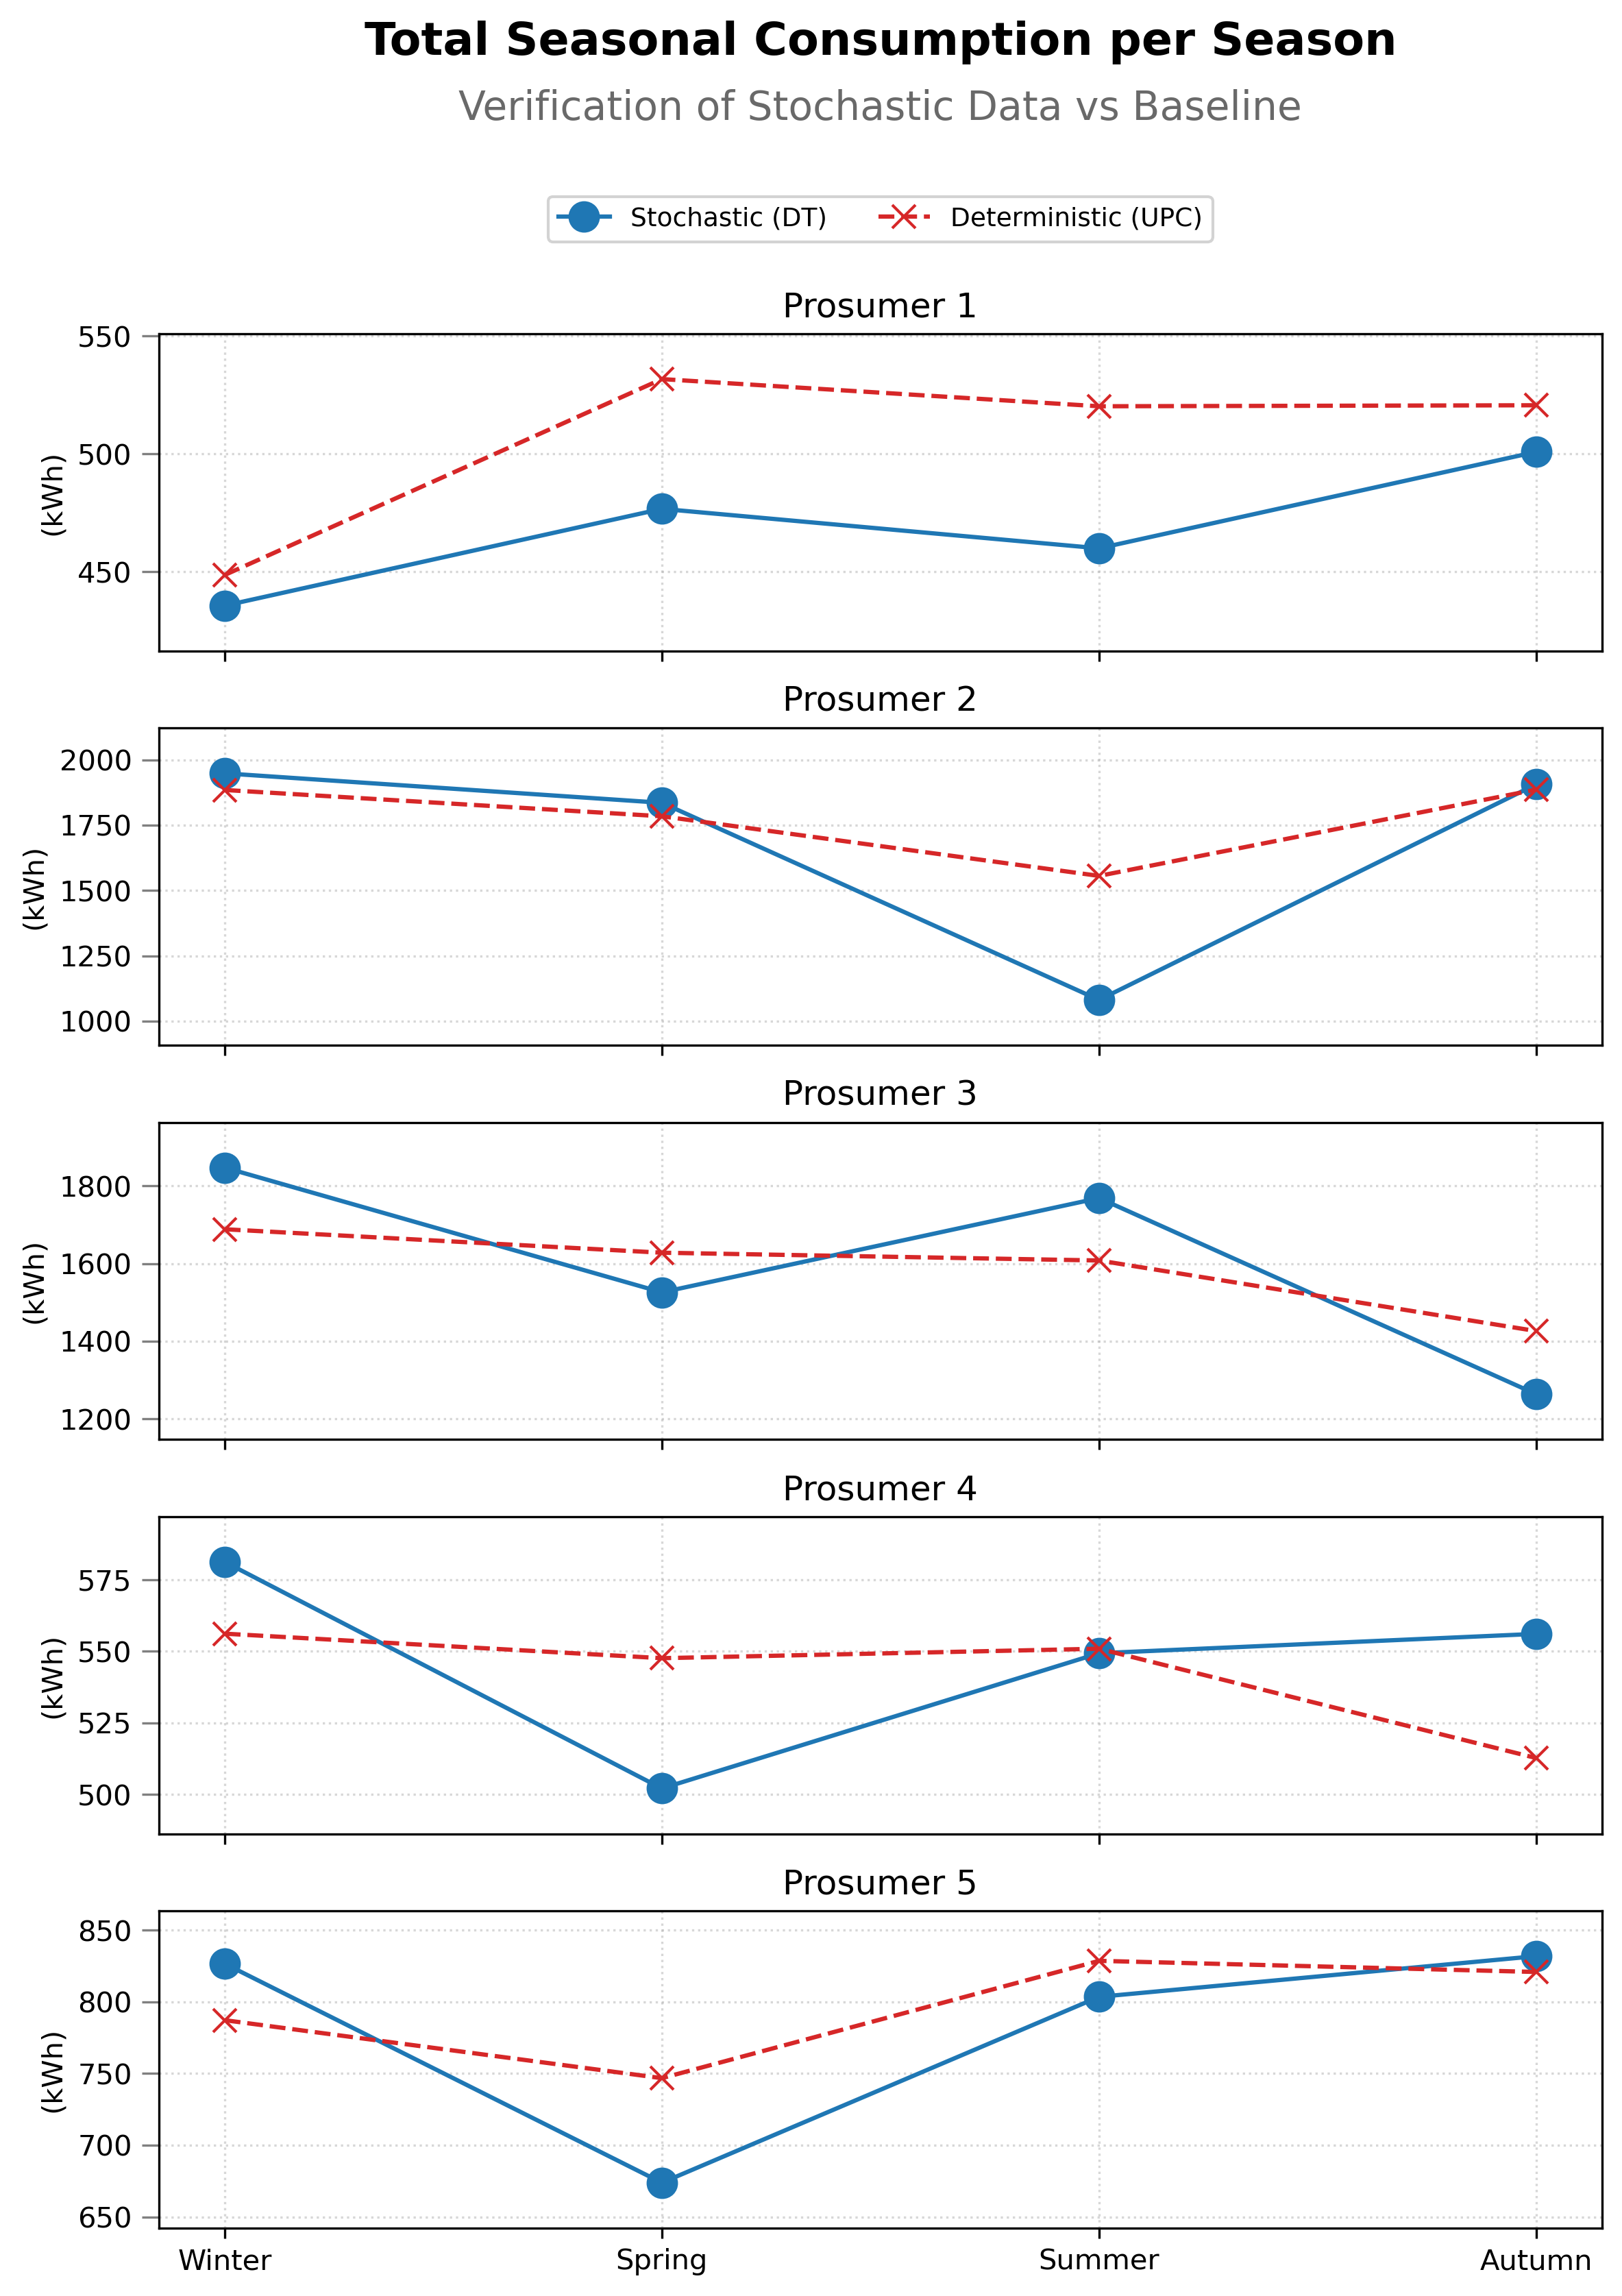 Total Seasonal Consumption per Season
Verification of Stochastic Data vs Baseline
Stochastic (DT) Deterministic (UPC)
Prosumer 1
550
500
450
(kWh)
Prosumer 2
2000
1750
1500
1250
1000
(kWh)
Prosumer 3
1800
1600
1400
1200
(kWh)
Prosumer 4
575
550
525
500
(kWh)
Prosumer 5
850
800
750
700
650
(kWh)
Winter Spring Summer Autumn